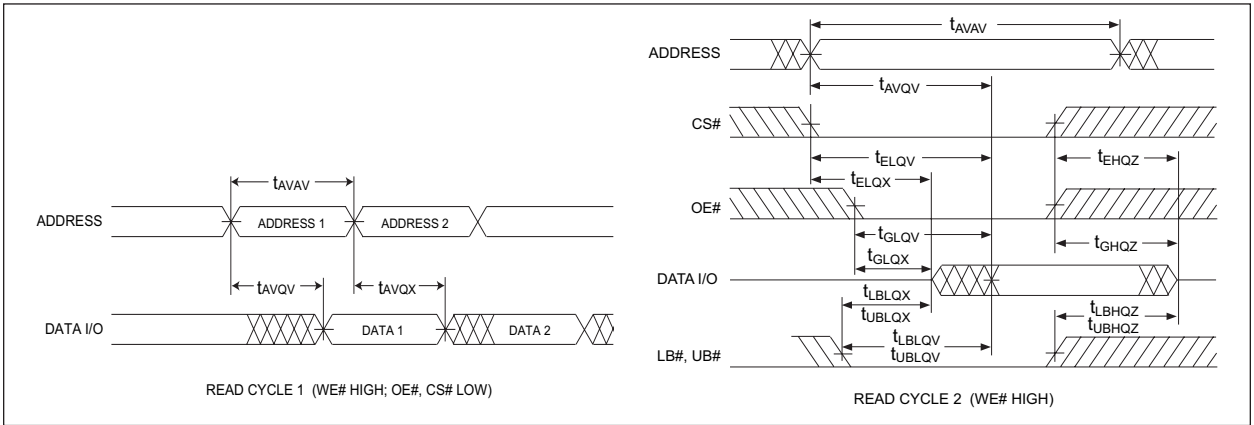 tAVAV
ADDRESS
ADDRESS 1
ADDRESS 2
tAVQV
tAVQX
DATA I/O
DATA 1
DATA 2
READ CYCLE 1 (WE# HIGH; OE#, CS# LOW)
tAVAV
ADDRESS
tAVQV
CS#
tELQV
tEHQZ
tELQX
OE#
tGLQV
tGHQZ
tGLQX
DATA I/O
tLBLQX
tUBLQX
tLBHQZ
tUBHQZ
tLBLQV
tUBLQV
LB#, UB#
READ CYCLE 2 (WE# HIGH)